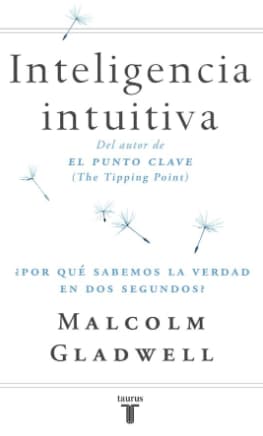 Inteligencia
intuitiva
Del autor de
EL PUNTO CLAVE
(The Tipping Point)
¿POR QUÉ SABEMOS LA VERDAD
EN DOS SEGUNDOS?
MALCOLM
GLADWELL
taurus